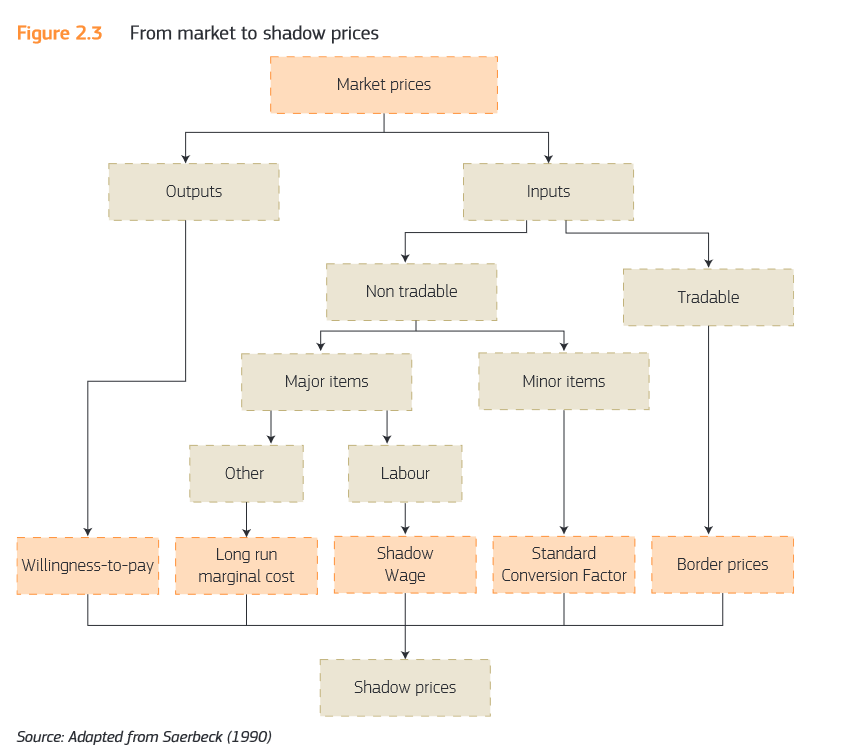 Figure 2.3 From market to shadow prices
Market prices
Outputs
Inputs
Non tradable
Tradable
Major items
Minor items
Other
Labour
Willingness-to-pay
Long run
marginal cost
Shadow
Wage
Standard
Conversion Factor
Border prices
Shadow prices
Source: Adapted from Saerbeck (1990)